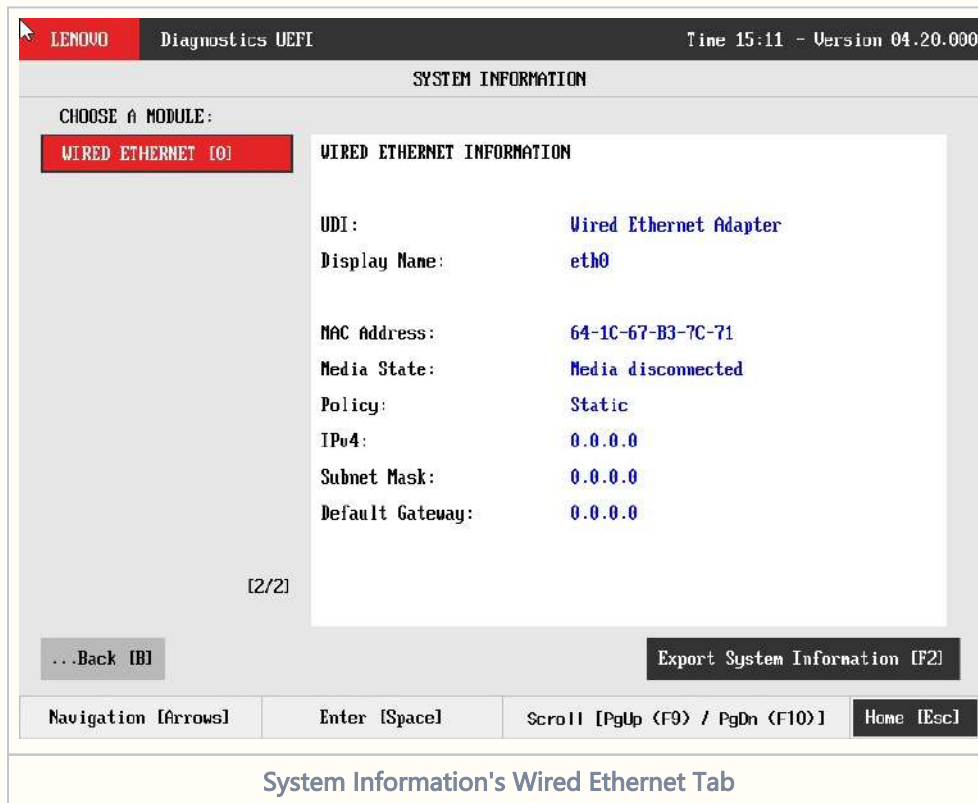 LENOVO Diagnostics UEFI Time 15:11 - Version 04.20.000
SYSTEM INFORMATION
CHOOSE A MODULE:
WIRED ETHERNET [0]
WIRED ETHERNET INFORMATION
UDI: Wired Ethernet Adapter
Display Name: eth0
MAC Address: 64-1C-67-B3-7C-71
Media State: Media disconnected
Policy: Static
IPv4: 0.0.0.0
Subnet Mask: 0.0.0.0
Default Gateway: 0.0.0.0
[2/2]
...Back [B] Export System Information [F2]
Navigation [Arrows] Enter [Space] Scroll [PgUp (F9) / PgDn (F10)] Home [Esc]
System Information's Wired Ethernet Tab